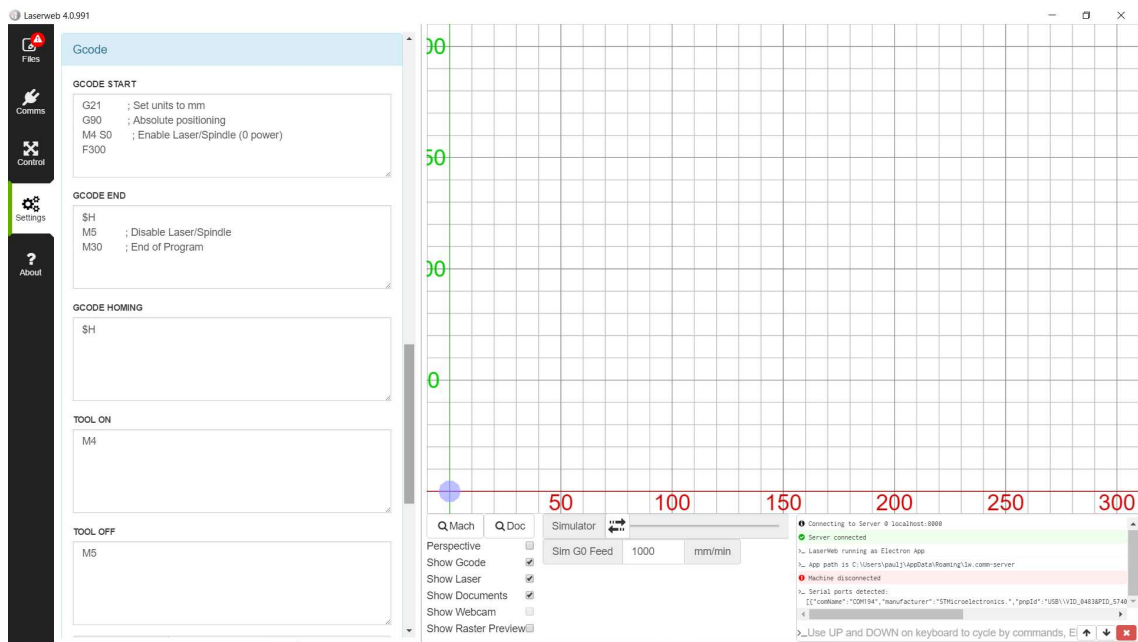 Laserweb 4.0.991
Files
Comms
Control
Settings
About
Gcode
GCODE START
G21 ; Set units to mm
G90 ; Absolute positioning
M4 S0 ; Enable Laser/Spindle (0 power)
F300
GCODE END
$H
M5 ; Disable Laser/Spindle
M30 ; End of Program
GCODE HOMING
$H
TOOL ON
M4
TOOL OFF
M5
00
50
00
0
50 100 150 200 250 300
Mach Doc Simulator
Perspective
Show Gcode
Show Laser
Show Documents
Show Webcam
Show Raster Preview
Sim G0 Feed 1000 mm/min
Connecting to Server @ localhost:8000
Server connected
>_ LaserWeb running as Electron App
>_ App path is C:\Users\paulj\AppData\Roaming\lw.comm-server
Machine disconnected
>_ Serial ports detected:
[{"comName":"COM194","manufacturer":"STMicroelectronics.","pnpId":"USB\\VID_0483&PID_5740
>_ Use UP and DOWN on keyboard to cycle by commands, E